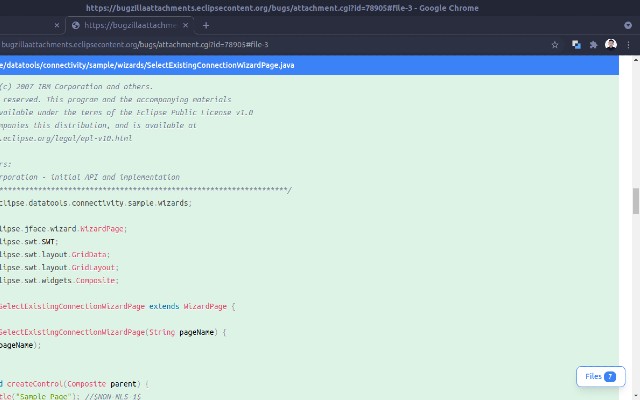 https://bugzillaattachments.eclipsecontent.org/bugs/attachment.cgi?id=78905#file-3 - Google Chrome
https://bugzillaattachments.
bugzillaattachments.eclipsecontent.org/bugs/attachment.cgi?id=78905#file-3
e/datatools/connectivity/sample/wizards/SelectExistingConnectionWizardPage.java
(c) 2007 IBM Corporation and others.
reserved. This program and the accompanying materials
vailable under the terms of the Eclipse Public License v1.0
mpanies this distribution, and is available at
.eclipse.org/legal/epl-v10.html
rs:
rporation - initial API and implementation
*******************************************************************/
clipse.datatools.connectivity.sample.wizards;
lipse.jface.wizard.WizardPage;
lipse.swt.SWT;
lipse.swt.layout.GridData;
lipse.swt.layout.GridLayout;
lipse.swt.widgets.Composite;
SelectExistingConnectionWizardPage extends WizardPage {
SelectExistingConnectionWizardPage(String pageName) {
pageName);
d createControl(Composite parent) {
tle("Sample Page"); //$NON-NLS-1$
Files 7